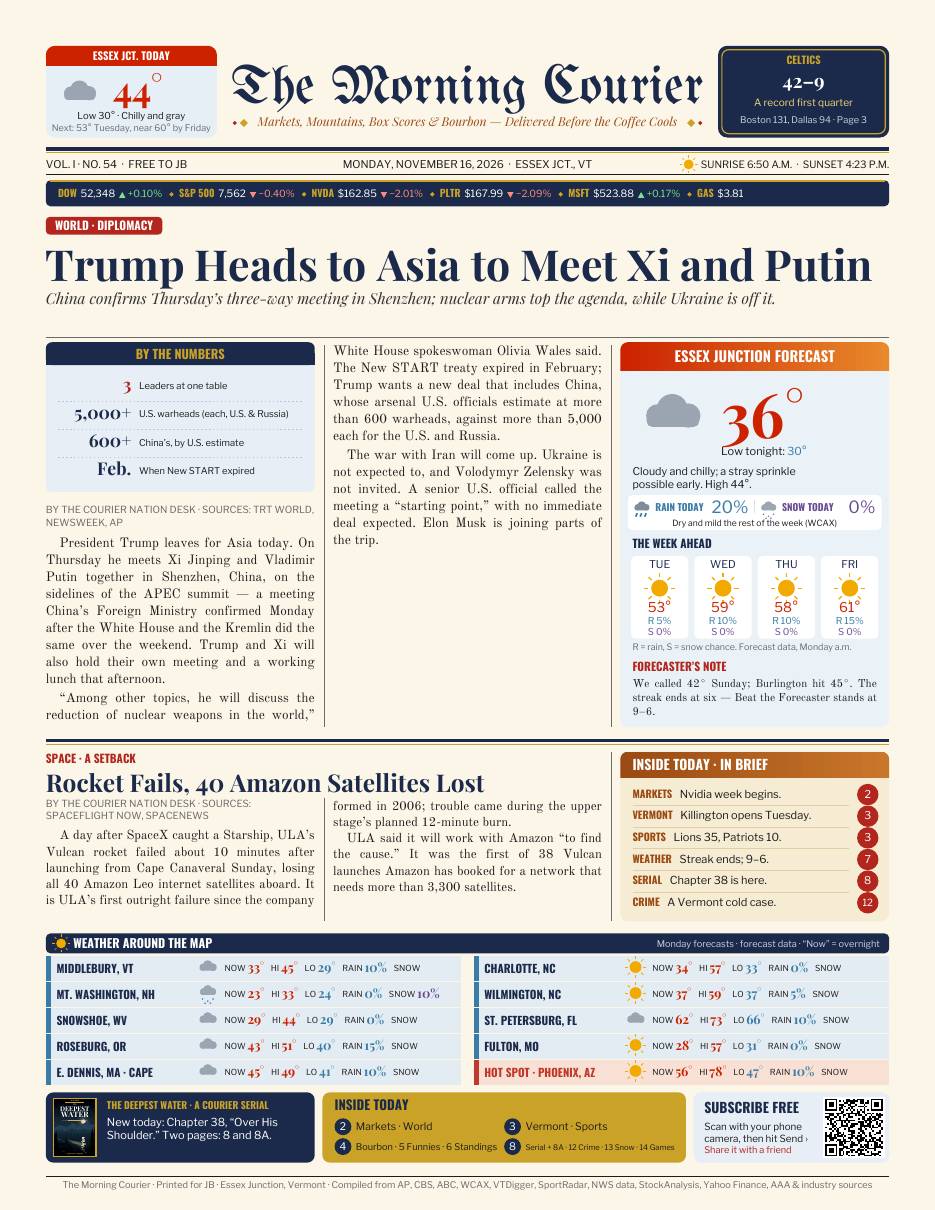 ESSEX JCT. TODAY
44°
Low 30° · Chilly and gray
Next: 53° Tuesday, near 60° by Friday
The Morning Courier
Markets, Mountains, Box Scores & Bourbon — Delivered Before the Coffee Cools
CELTICS
42–9
A record first quarter
Boston 131, Dallas 94 · Page 3
VOL. I · NO. 54 · FREE TO JB
MONDAY, NOVEMBER 16, 2026 · ESSEX JCT., VT
SUNRISE 6:50 A.M. · SUNSET 4:23 P.M.
DOW 52,348 ▲+0.10% ◆ S&P 500 7,562 ▼−0.40% ◆ NVDA $162.85 ▼−2.01% ◆ PLTR $167.99 ▼−2.09% ◆ MSFT $523.88 ▲+0.17% ◆ GAS $3.81
WORLD · DIPLOMACY
Trump Heads to Asia to Meet Xi and Putin
China confirms Thursday’s three-way meeting in Shenzhen; nuclear arms top the agenda, while Ukraine is off it.
BY THE NUMBERS
3 Leaders at one table
5,000+ U.S. warheads (each, U.S. & Russia)
600+ China’s, by U.S. estimate
Feb. When New START expired
BY THE COURIER NATION DESK · SOURCES: TRT WORLD,
NEWSWEEK, AP
President Trump leaves for Asia today. On
Thursday he meets Xi Jinping and Vladimir
Putin together in Shenzhen, China, on the
sidelines of the APEC summit — a meeting
China’s Foreign Ministry confirmed Monday
after the White House and the Kremlin did the
same over the weekend. Trump and Xi will
also hold their own meeting and a working
lunch that afternoon.
“Among other topics, he will discuss the
reduction of nuclear weapons in the world,”
White House spokeswoman Olivia Wales said.
The New START treaty expired in February;
Trump wants a new deal that includes China,
whose arsenal U.S. officials estimate at more
than 600 warheads, against more than 5,000
each for the U.S. and Russia.
The war with Iran will come up. Ukraine is
not expected to, and Volodymyr Zelensky was
not invited. A senior U.S. official called the
meeting a “starting point,” with no immediate
deal expected. Elon Musk is joining parts of
the trip.
ESSEX JUNCTION FORECAST
36°
Low tonight: 30°
Cloudy and chilly; a stray sprinkle
possible early. High 44°.
RAIN TODAY 20% SNOW TODAY 0%
Dry and mild the rest of the week (WCAX)
THE WEEK AHEAD
TUE WED THU FRI
53° 59° 58° 61°
R 5% R 10% R 10% R 15%
S 0% S 0% S 0% S 0%
R = rain, S = snow chance. Forecast data, Monday a.m.
FORECASTER’S NOTE
We called 42° Sunday; Burlington hit 45°. The
streak ends at six — Beat the Forecaster stands at
9–6.
SPACE · A SETBACK
Rocket Fails, 40 Amazon Satellites Lost
BY THE COURIER NATION DESK · SOURCES:
SPACEFLIGHT NOW, SPACENEWS
A day after SpaceX caught a Starship, ULA’s
Vulcan rocket failed about 10 minutes after
launching from Cape Canaveral Sunday, losing
all 40 Amazon Leo internet satellites aboard. It
is ULA’s first outright failure since the company
formed in 2006; trouble came during the upper
stage’s planned 12-minute burn.
ULA said it will work with Amazon “to find
the cause.” It was the first of 38 Vulcan
launches Amazon has booked for a network that
needs more than 3,300 satellites.
INSIDE TODAY · IN BRIEF
MARKETS Nvidia week begins. 2
VERMONT Killington opens Tuesday. 3
SPORTS Lions 35, Patriots 10. 3
WEATHER Streak ends; 9–6. 7
SERIAL Chapter 38 is here. 8
CRIME A Vermont cold case. 12
WEATHER AROUND THE MAP
Monday forecasts · forecast data · “Now” = overnight
MIDDLEBURY, VT NOW 33° HI 45° LO 29° RAIN 10% SNOW
MT. WASHINGTON, NH NOW 23° HI 33° LO 24° RAIN 0% SNOW 10%
SNOWSHOE, WV NOW 29° HI 44° LO 29° RAIN 0% SNOW
ROSEBURG, OR NOW 43° HI 51° LO 40° RAIN 15% SNOW
E. DENNIS, MA · CAPE NOW 45° HI 49° LO 41° RAIN 10% SNOW
CHARLOTTE, NC NOW 34° HI 57° LO 33° RAIN 0% SNOW
WILMINGTON, NC NOW 37° HI 59° LO 37° RAIN 5% SNOW
ST. PETERSBURG, FL NOW 62° HI 73° LO 66° RAIN 10% SNOW
FULTON, MO NOW 28° HI 57° LO 31° RAIN 0% SNOW
HOT SPOT · PHOENIX, AZ NOW 56° HI 78° LO 47° RAIN 10% SNOW
DEEPEST
WATER
THE DEEPEST WATER · A COURIER SERIAL
New today: Chapter 38, “Over His
Shoulder.” Two pages: 8 and 8A.
INSIDE TODAY
2 Markets · World 3 Vermont · Sports
4 Bourbon · 5 Funnies · 6 Standings 8 Serial + 8A · 12 Crime · 13 Snow · 14 Games
SUBSCRIBE FREE
Scan with your phone
camera, then hit Send ›
Share it with a friend
The Morning Courier · Printed for JB · Essex Junction, Vermont · Compiled from AP, CBS, ABC, WCAX, VTDigger, SportRadar, NWS data, StockAnalysis, Yahoo Finance, AAA & industry sources